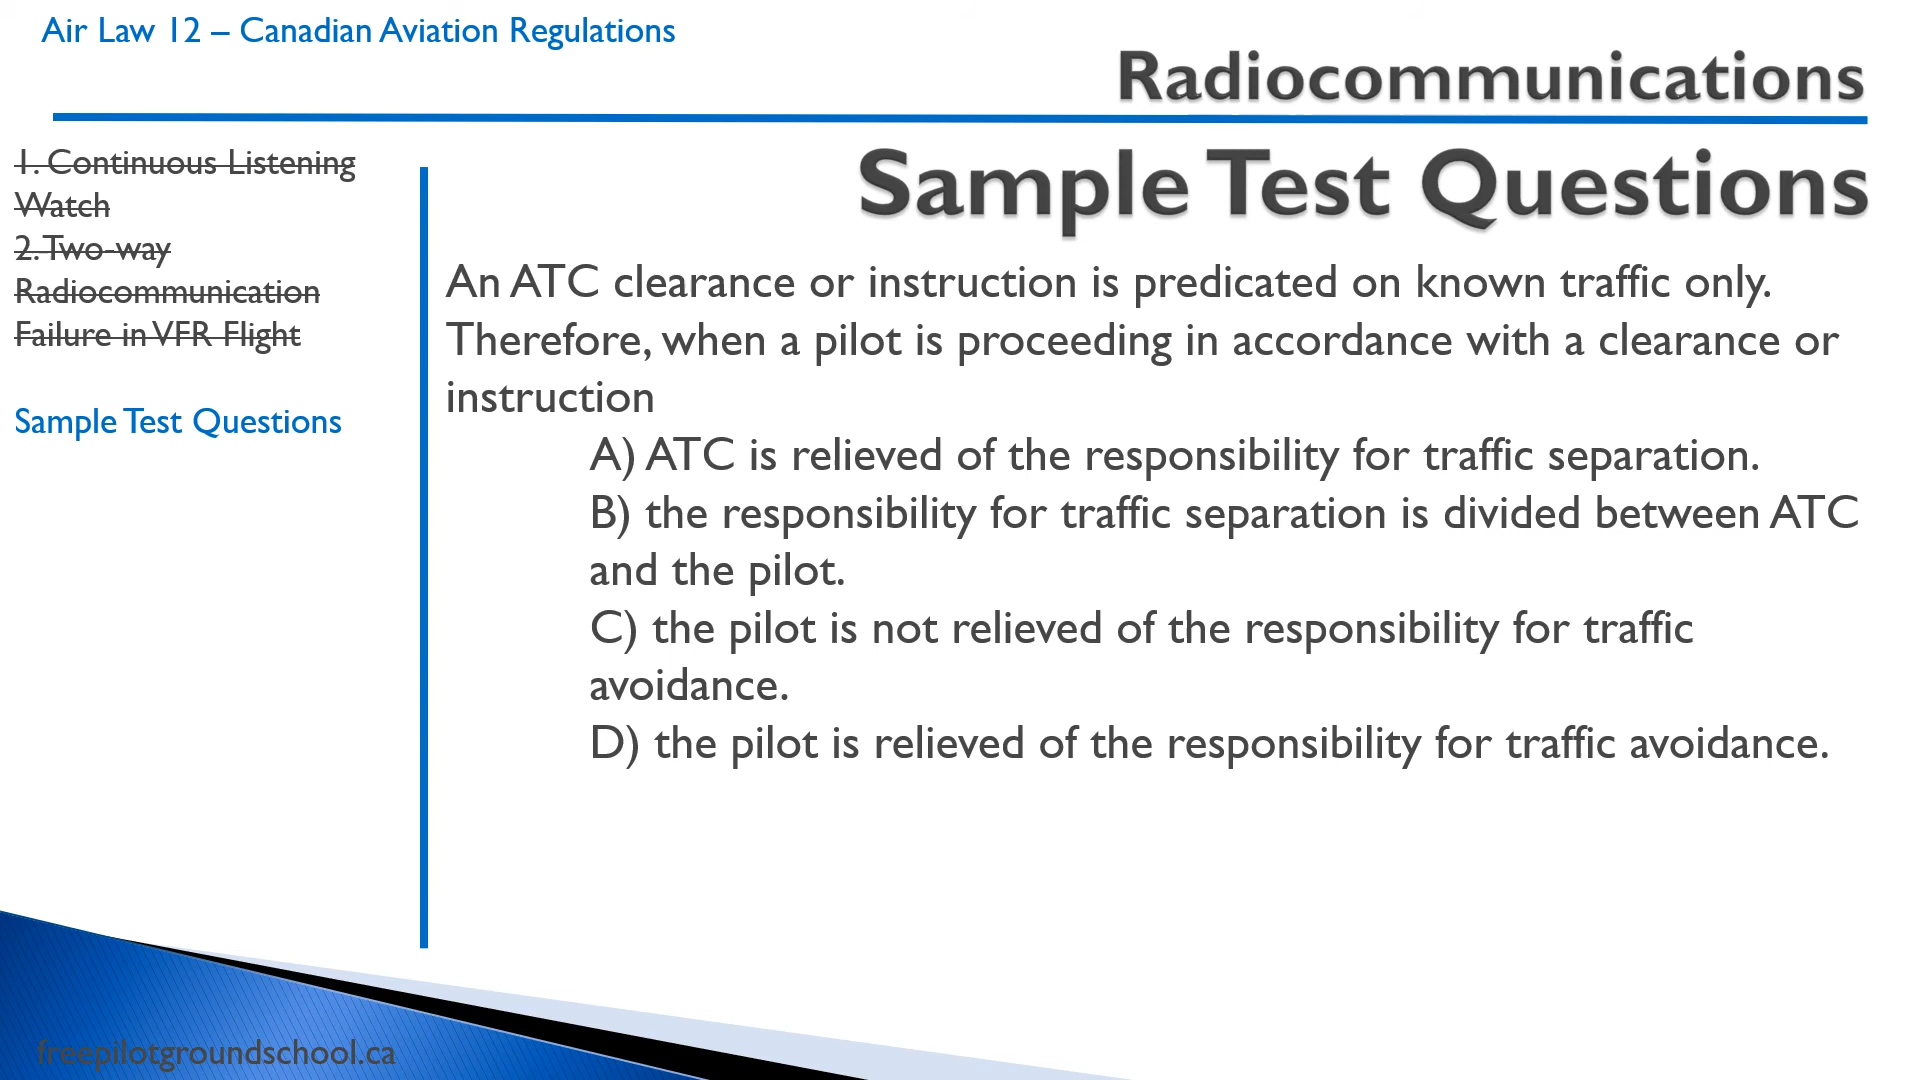 Air Law 12 – Canadian Aviation Regulations
Radiocommunications
1. Continuous Listening
Watch
2. Two-way
Radiocommunication
Failure in VFR Flight
Sample Test Questions
Sample Test Questions
An ATC clearance or instruction is predicated on known traffic only.
Therefore, when a pilot is proceeding in accordance with a clearance or
instruction
A) ATC is relieved of the responsibility for traffic separation.
B) the responsibility for traffic separation is divided between ATC
and the pilot.
C) the pilot is not relieved of the responsibility for traffic
avoidance.
D) the pilot is relieved of the responsibility for traffic avoidance.
freepilotgroundschool.ca